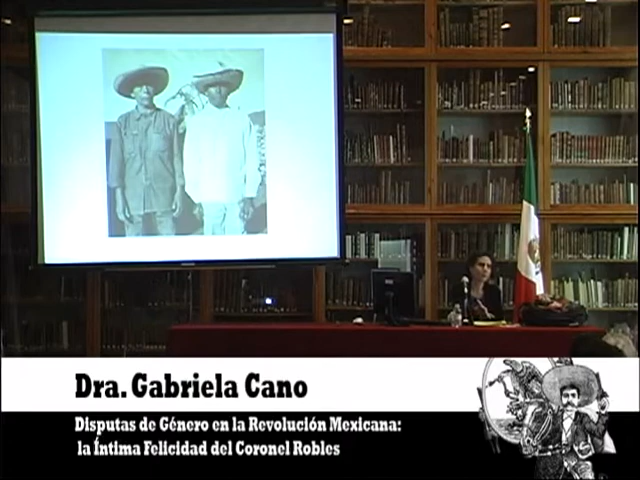 Dra. Gabriela Cano
Disputas de Género en la Revolución Mexicana:
la Íntima Felicidad del Coronel Robles